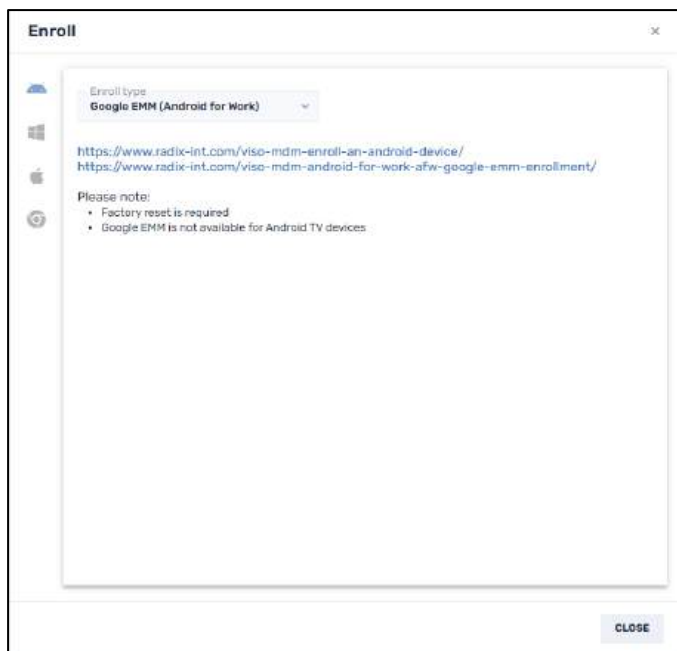 Enroll
×
Enroll type
Google EMM (Android for Work)
https://www.radix-int.com/viso-mdm-enroll-an-android-device/
https://www.radix-int.com/viso-mdm-android-for-work-afw-google-emm-enrollment/
Please note:
• Factory reset is required
• Google EMM is not available for Android TV devices
CLOSE